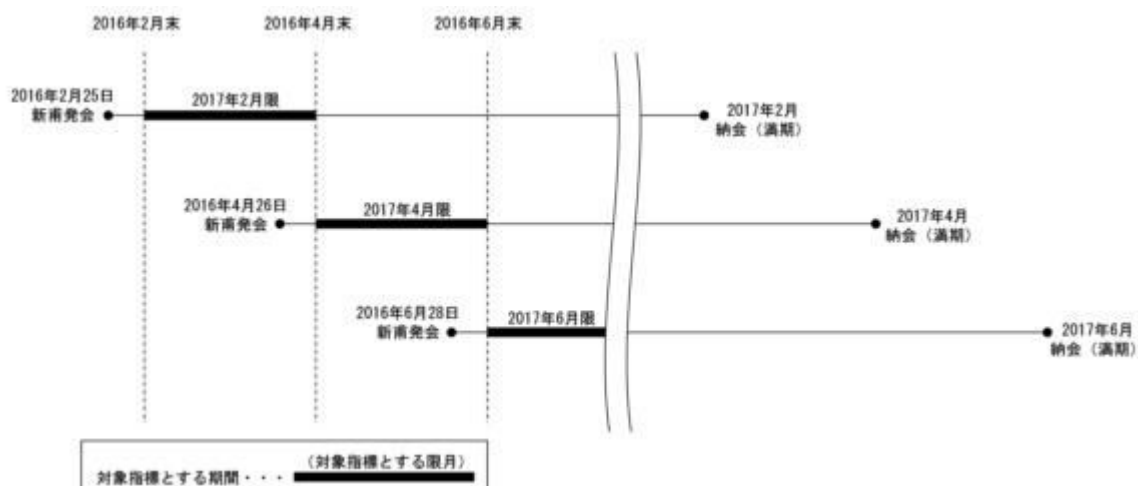 2016年2月末
2016年4月末
2016年6月末
2016年2月25日
新甫発会
2017年2月限
2017年2月
納会（満期）
2016年4月26日
新甫発会
2017年4月限
2017年4月
納会（満期）
2016年6月28日
新甫発会
2017年6月限
2017年6月
納会（満期）
（対象指標とする限月）
対象指標とする期間・・・